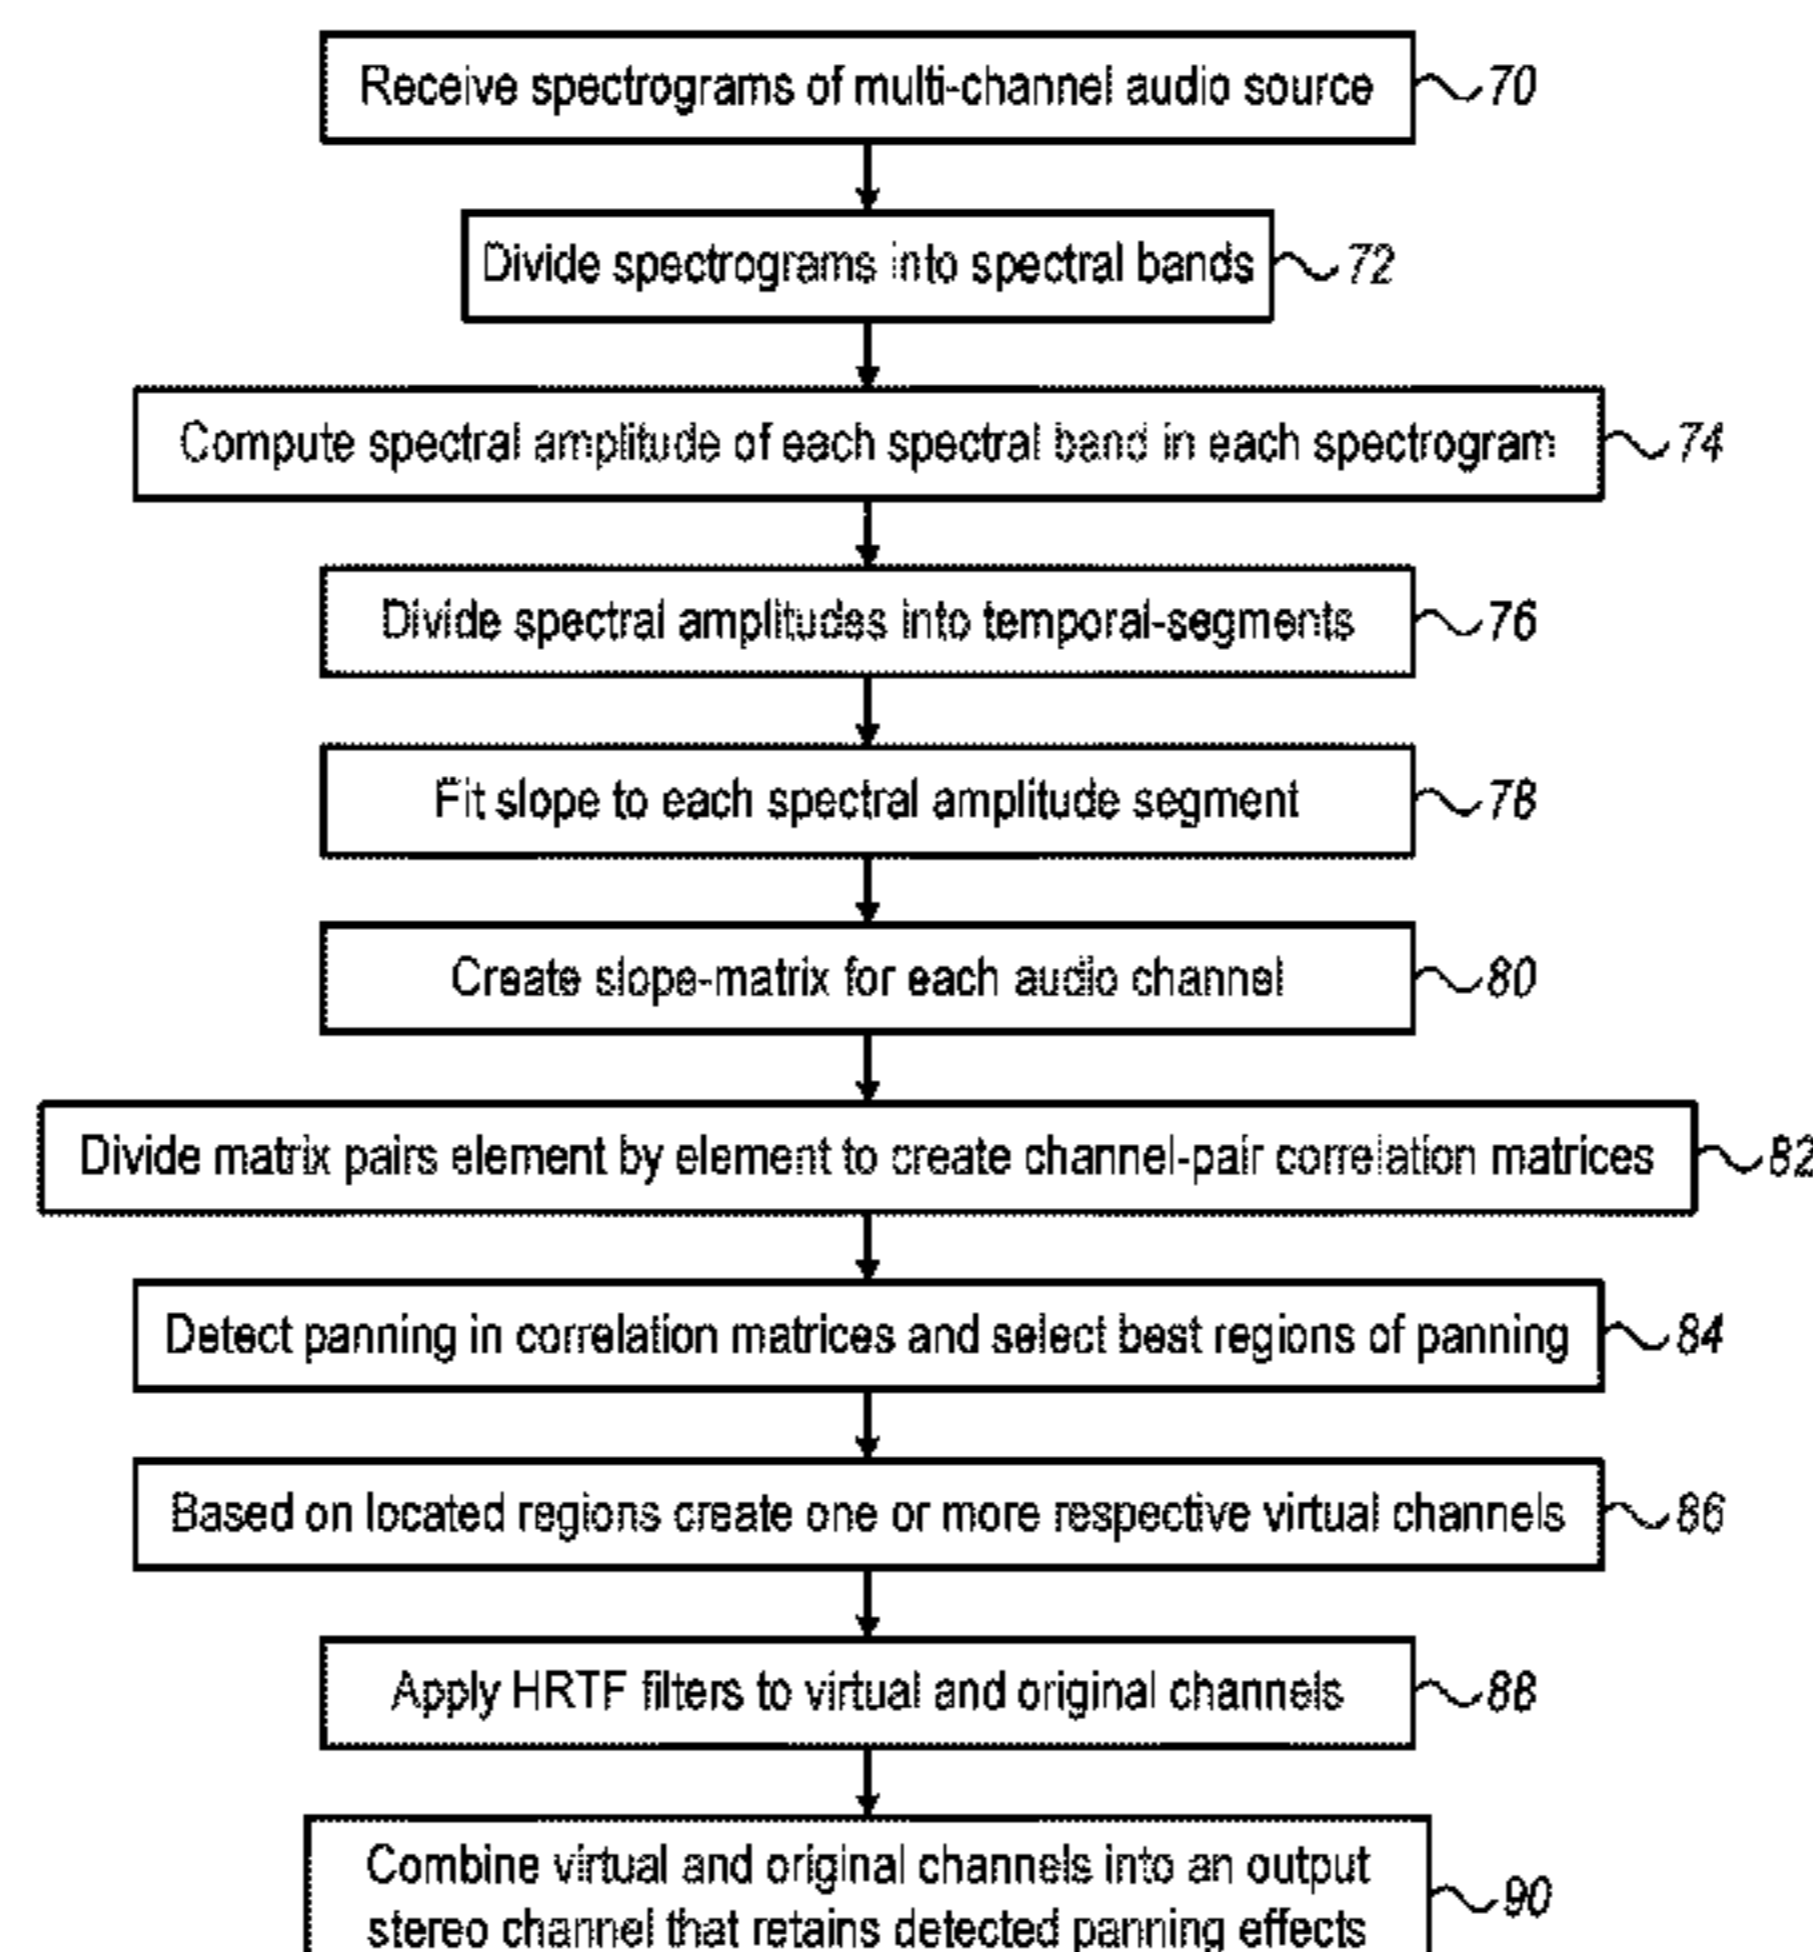 Receive spectrograms of multi-channel audio source 70
Divide spectrograms into spectral bands 72
Compute spectral amplitude of each spectral band in each spectrogram 74
Divide spectral amplitudes into temporal-segments 76
Fit slope to each spectral amplitude segment 78
Create slope-matrix for each audio channel 80
Divide matrix pairs element by element to create channel-pair correlation matrices 82
Detect panning in correlation matrices and select best regions of panning 84
Based on located regions create one or more respective virtual channels 86
Apply HRTF filters to virtual and original channels 88
Combine virtual and original channels into an output
stereo channel that retains detected panning effects 90